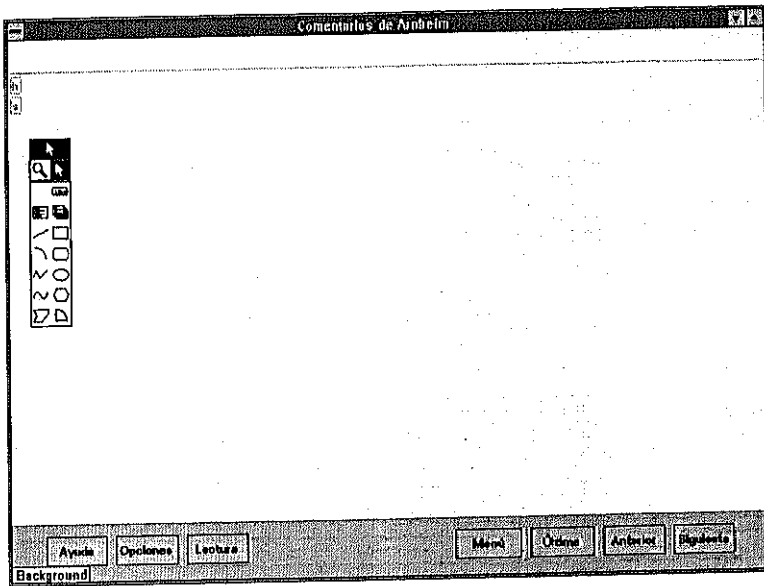 Comentarios de Arnheim
Ayuda Opciones Lectura Menú Última Anterior Siguiente
Background